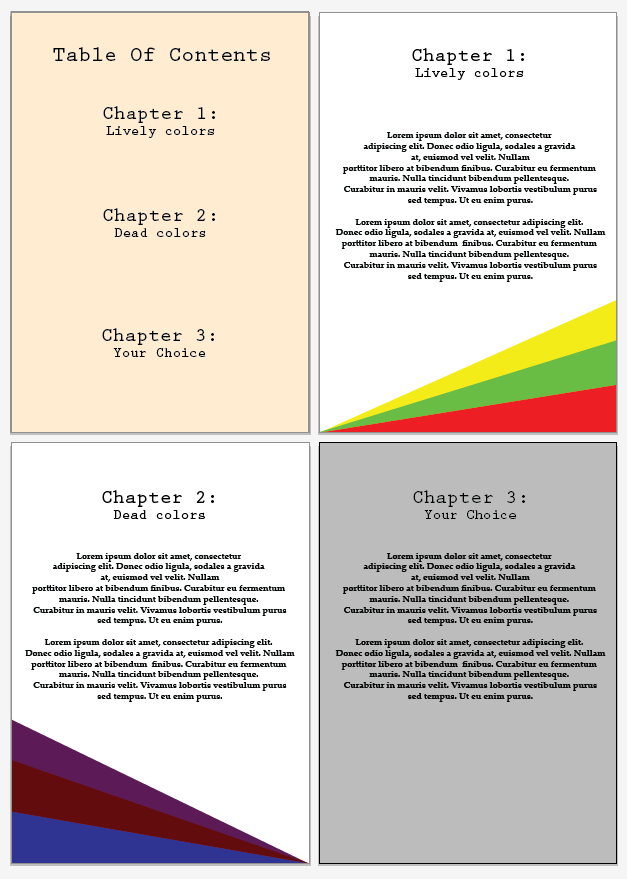 Table Of Contents
Chapter 1:
Lively colors
Chapter 2:
Dead colors
Chapter 3:
Your Choice
Chapter 1:
Lively colors
Lorem ipsum dolor sit amet, consectetur
adipiscing elit. Donec odio ligula, sodales a gravida
at, euismod vel velit. Nullam
porttitor libero at bibendum finibus. Curabitur eu fermentum
mauris. Nulla tincidunt bibendum pellentesque.
Curabitur in mauris velit. Vivamus lobortis vestibulum purus
sed tempus. Ut eu enim purus.
Lorem ipsum dolor sit amet, consectetur adipiscing elit.
Donec odio ligula, sodales a gravida at, euismod vel velit. Nullam
porttitor libero at bibendum  finibus. Curabitur eu fermentum
mauris. Nulla tincidunt bibendum pellentesque.
Curabitur in mauris velit. Vivamus lobortis vestibulum purus
sed tempus. Ut eu enim purus.
Chapter 2:
Dead colors
Lorem ipsum dolor sit amet, consectetur
adipiscing elit. Donec odio ligula, sodales a gravida
at, euismod vel velit. Nullam
porttitor libero at bibendum finibus. Curabitur eu fermentum
mauris. Nulla tincidunt bibendum pellentesque.
Curabitur in mauris velit. Vivamus lobortis vestibulum purus
sed tempus. Ut eu enim purus.
Lorem ipsum dolor sit amet, consectetur adipiscing elit.
Donec odio ligula, sodales a gravida at, euismod vel velit. Nullam
porttitor libero at bibendum  finibus. Curabitur eu fermentum
mauris. Nulla tincidunt bibendum pellentesque.
Curabitur in mauris velit. Vivamus lobortis vestibulum purus
sed tempus. Ut eu enim purus.
Chapter 3:
Your Choice
Lorem ipsum dolor sit amet, consectetur
adipiscing elit. Donec odio ligula, sodales a gravida
at, euismod vel velit. Nullam
porttitor libero at bibendum finibus. Curabitur eu fermentum
mauris. Nulla tincidunt bibendum pellentesque.
Curabitur in mauris velit. Vivamus lobortis vestibulum purus
sed tempus. Ut eu enim purus.
Lorem ipsum dolor sit amet, consectetur adipiscing elit.
Donec odio ligula, sodales a gravida at, euismod vel velit. Nullam
porttitor libero at bibendum  finibus. Curabitur eu fermentum
mauris. Nulla tincidunt bibendum pellentesque.
Curabitur in mauris velit. Vivamus lobortis vestibulum purus
sed tempus. Ut eu enim purus.